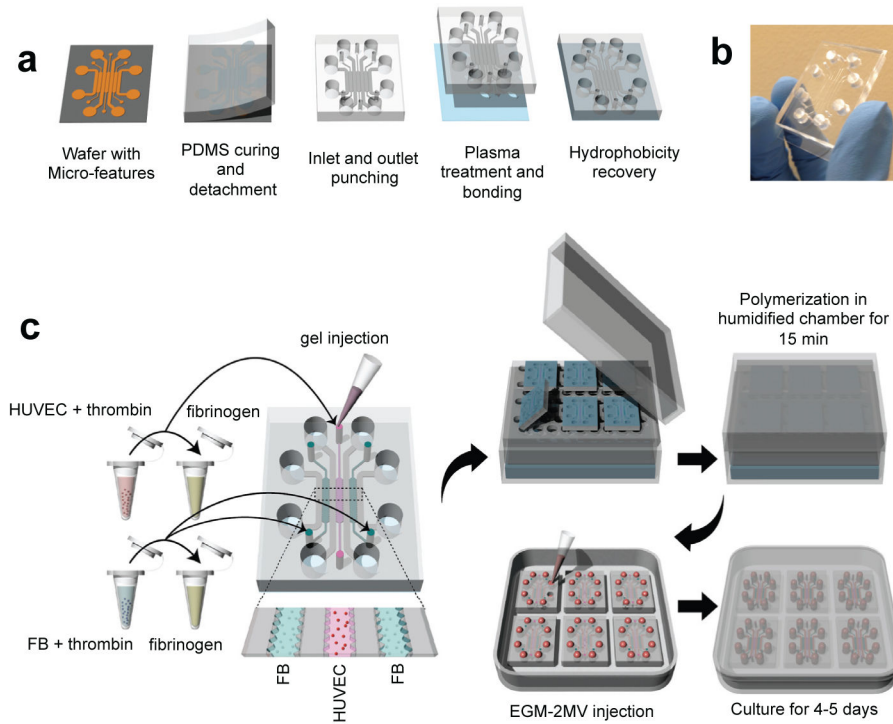 a
Wafer with
Micro-features
PDMS curing
and
detachment
Inlet and outlet
punching
Plasma
treatment and
bonding
Hydrophobicity
recovery
b
c
gel injection
HUVEC + thrombin
fibrinogen
FB + thrombin
fibrinogen
FB
HUVEC
FB
Polymerization in
humidified chamber for
15 min
EGM-2MV injection
Culture for 4-5 days